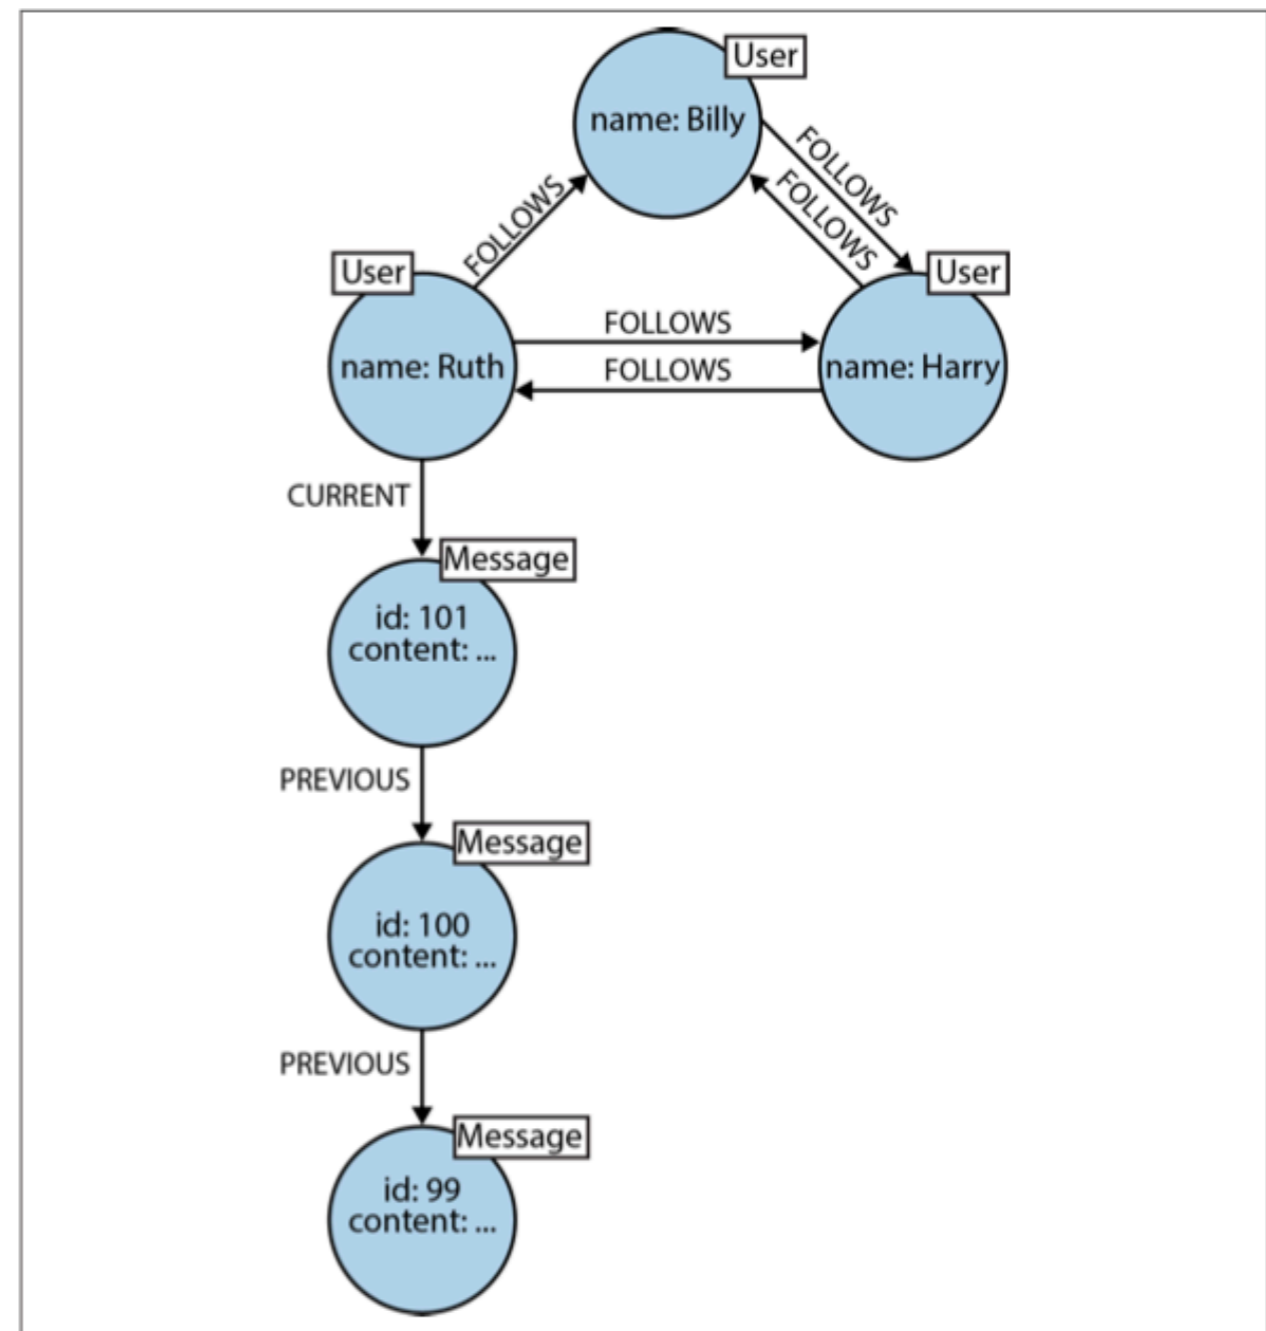 User
name: Billy
FOLLOWS
FOLLOWS
FOLLOWS
User
User
FOLLOWS
name: Ruth
name: Harry
FOLLOWS
CURRENT
Message
id: 101
content: ...
PREVIOUS
Message
id: 100
content: ...
PREVIOUS
Message
id: 99
content: ...